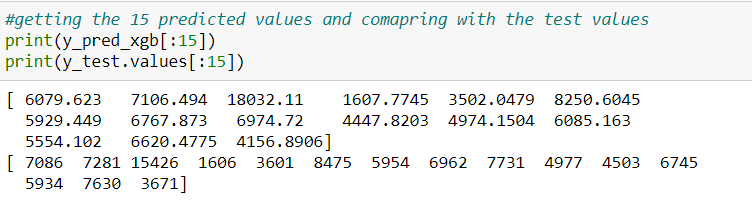 #getting the 15 predicted values and comapring with the test values
print(y_pred_xgb[:15])
print(y_test.values[:15])
[ 6079.623 7106.494 18032.11 1607.7745 3502.0479 8250.6045
5929.449 6767.873 6974.72 4447.8203 4974.1504 6085.163
5554.102 6620.4775 4156.8906]
[ 7086 7281 15426 1606 3601 8475 5954 6962 7731 4977 4503 6745
5934 7630 3671]